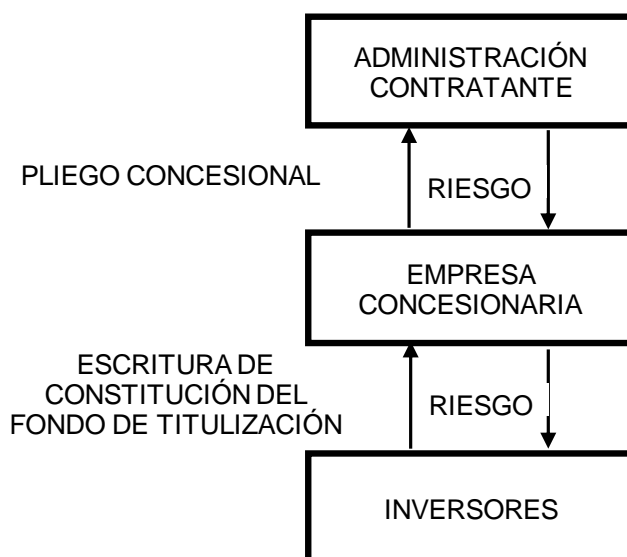 ADMINISTRACIÓN
CONTRATANTE
PLIEGO CONCESIONAL
RIESGO
EMPRESA
CONCESIONARIA
ESCRITURA DE
CONSTITUCIÓN DEL
FONDO DE TITULIZACIÓN
RIESGO
INVERSORES